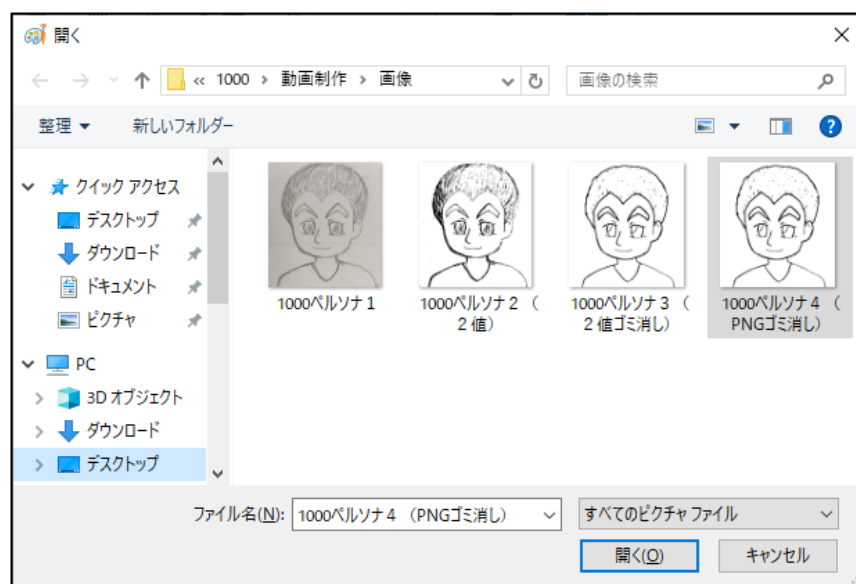 開く
« 1000 › 動画制作 › 画像
画像の検索
整理
新しいフォルダー
クイック アクセス
デスクトップ
ダウンロード
ドキュメント
ピクチャ
PC
3D オブジェクト
ダウンロード
デスクトップ
1000ペルソナ1
1000ペルソナ2（
2値）
1000ペルソナ3（
2値ゴミ消し）
1000ペルソナ4（
PNGゴミ消し）
ファイル名(N):
1000ペルソナ4（PNGゴミ消し）
すべてのピクチャ ファイル
開く(O)
キャンセル